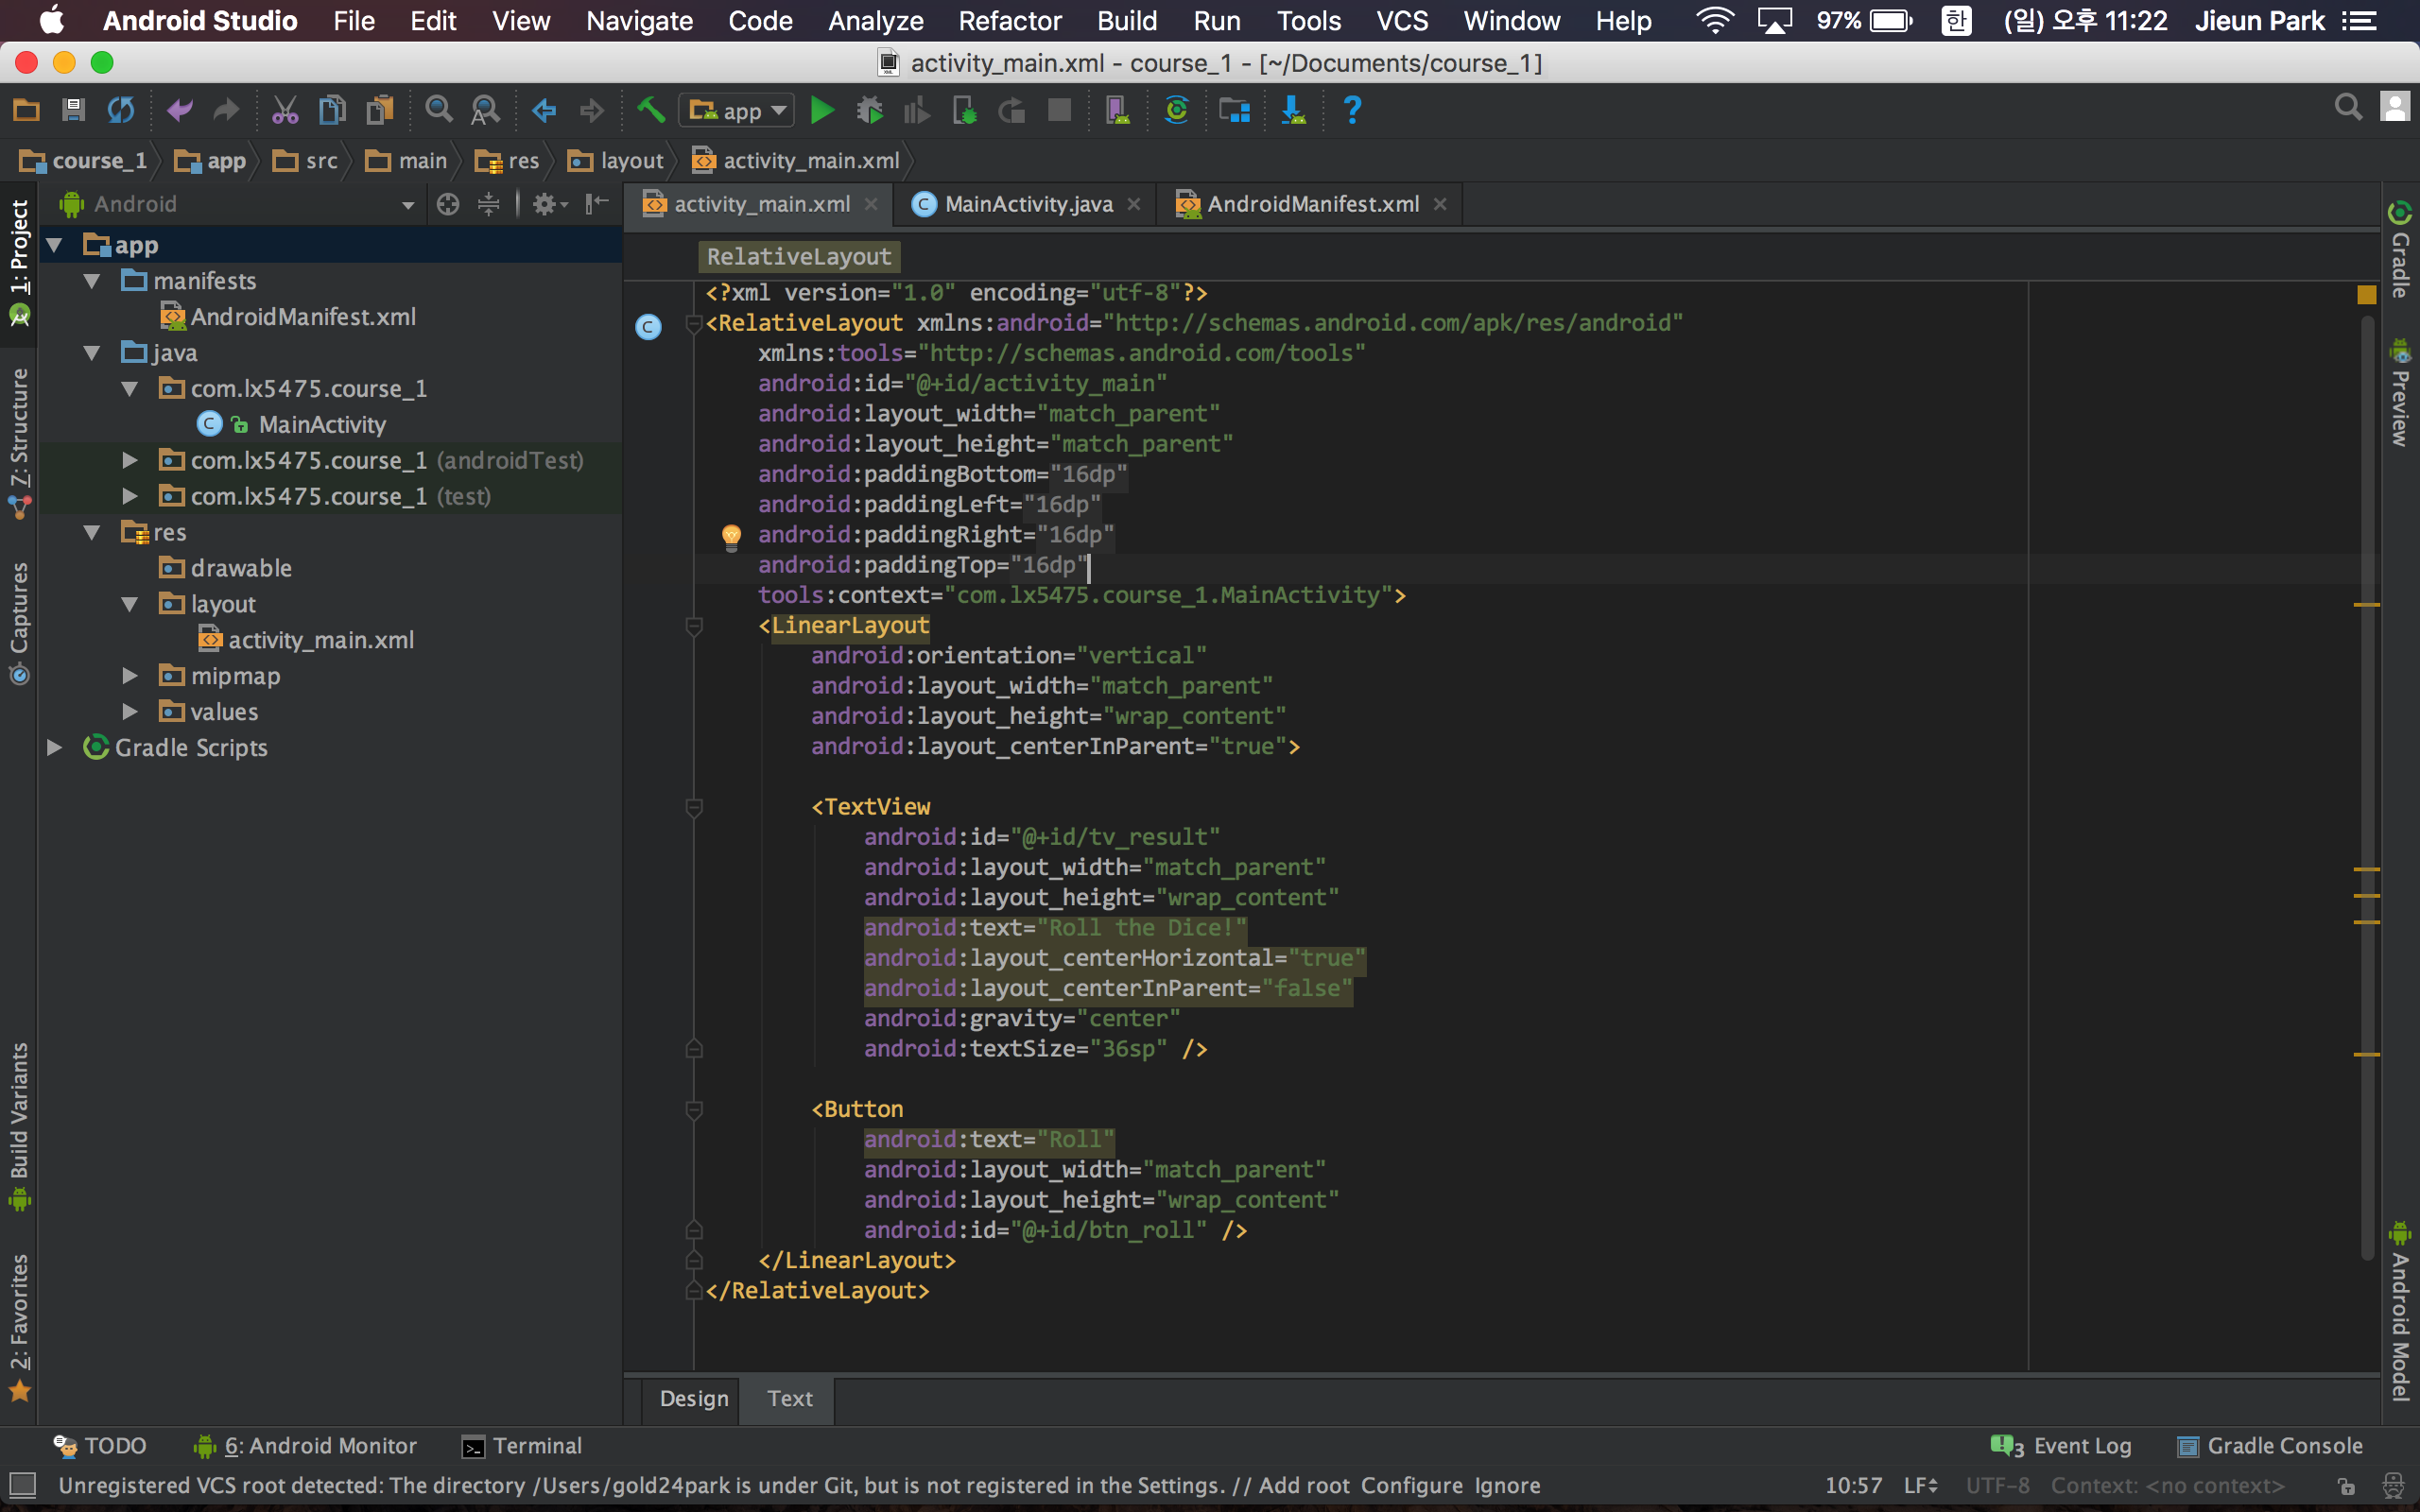 Android Studio File Edit View Navigate Code Analyze Refactor Build Run Tools VCS Window Help 97% 한 (일) 오후 11:22 Jieun Park
activity_main.xml - course_1 - [~/Documents/course_1]
app
course_1 app src main res layout activity_main.xml
Android
activity_main.xml MainActivity.java AndroidManifest.xml
1: Project
7: Structure
Captures
Build Variants
2: Favorites
app
manifests
AndroidManifest.xml
java
com.lx5475.course_1
MainActivity
com.lx5475.course_1 (androidTest)
com.lx5475.course_1 (test)
res
drawable
layout
activity_main.xml
mipmap
values
Gradle Scripts
RelativeLayout
<?xml version="1.0" encoding="utf-8"?>
<RelativeLayout xmlns:android="http://schemas.android.com/apk/res/android"
xmlns:tools="http://schemas.android.com/tools"
android:id="@+id/activity_main"
android:layout_width="match_parent"
android:layout_height="match_parent"
android:paddingBottom="16dp"
android:paddingLeft="16dp"
android:paddingRight="16dp"
android:paddingTop="16dp"
tools:context="com.lx5475.course_1.MainActivity">
<LinearLayout
android:orientation="vertical"
android:layout_width="match_parent"
android:layout_height="wrap_content"
android:layout_centerInParent="true">
<TextView
android:id="@+id/tv_result"
android:layout_width="match_parent"
android:layout_height="wrap_content"
android:text="Roll the Dice!"
android:layout_centerHorizontal="true"
android:layout_centerInParent="false"
android:gravity="center"
android:textSize="36sp" />
<Button
android:text="Roll"
android:layout_width="match_parent"
android:layout_height="wrap_content"
android:id="@+id/btn_roll" />
</LinearLayout>
</RelativeLayout>
Gradle
Preview
Android Model
Design Text
TODO 6: Android Monitor Terminal 3 Event Log Gradle Console
Unregistered VCS root detected: The directory /Users/gold24park is under Git, but is not registered in the Settings. // Add root Configure Ignore 10:57 LF UTF-8 Context: <no context>